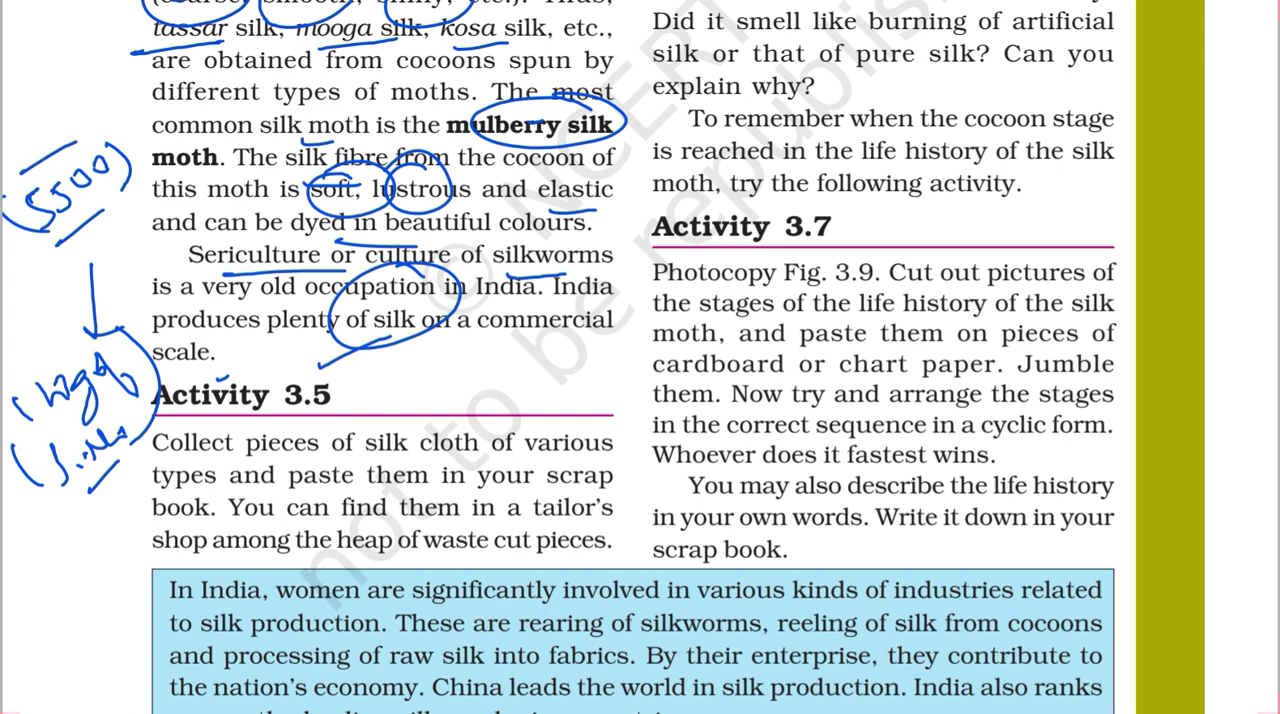 (coarse, smooth, shiny, etc.). Thus,
tassar silk, mooga silk, kosa silk, etc.,
are obtained from cocoons spun by
different types of moths. The most
common silk moth is the mulberry silk
moth. The silk fibre from the cocoon of
this moth is soft, lustrous and elastic
and can be dyed in beautiful colours.
Sericulture or culture of silkworms
is a very old occupation in India. India
produces plenty of silk on a commercial
scale.
Activity 3.5
Collect pieces of silk cloth of various
types and paste them in your scrap
book. You can find them in a tailor's
shop among the heap of waste cut pieces.
(5500)
1 kg
Did it smell like burning of artificial
silk or that of pure silk? Can you
explain why?
To remember when the cocoon stage
is reached in the life history of the silk
moth, try the following activity.
Activity 3.7
Photocopy Fig. 3.9. Cut out pictures of
the stages of the life history of the silk
moth, and paste them on pieces of
cardboard or chart paper. Jumble
them. Now try and arrange the stages
in the correct sequence in a cyclic form.
Whoever does it fastest wins.
You may also describe the life history
in your own words. Write it down in your
scrap book.
In India, women are significantly involved in various kinds of industries related
to silk production. These are rearing of silkworms, reeling of silk from cocoons
and processing of raw silk into fabrics. By their enterprise, they contribute to
the nation's economy. China leads the world in silk production. India also ranks
© NCERT
not to be republis